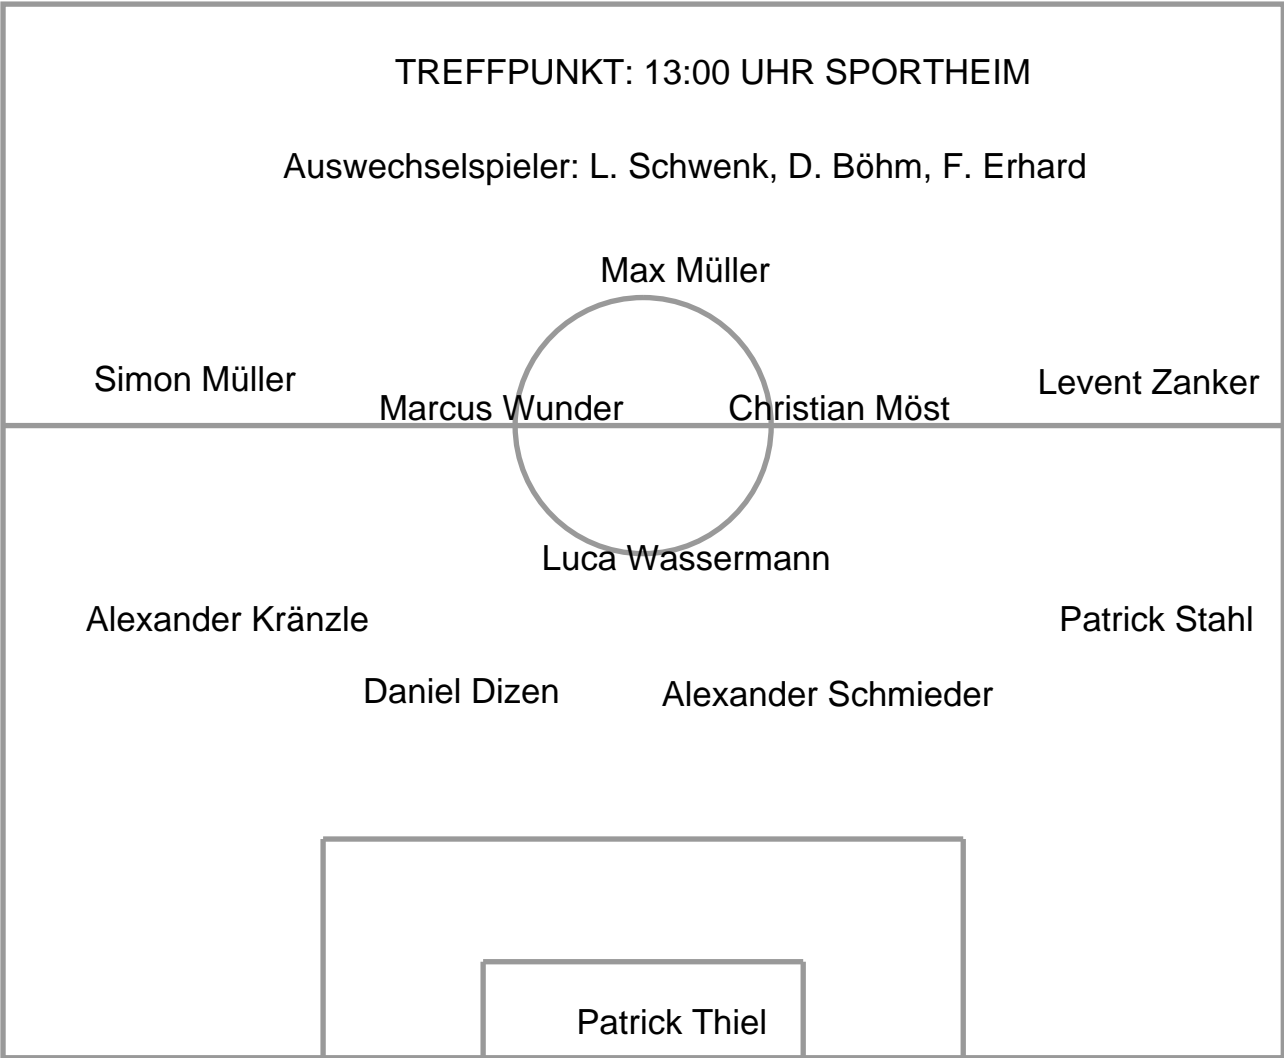 TREFFPUNKT: 13:00 UHR SPORTHEIM
Auswechselspieler: L. Schwenk, D. Böhm, F. Erhard
Max Müller
Simon Müller
Levent Zanker
Marcus Wunder
Christian Möst
Luca Wassermann
Alexander Kränzle
Patrick Stahl
Daniel Dizen
Alexander Schmieder
Patrick Thiel